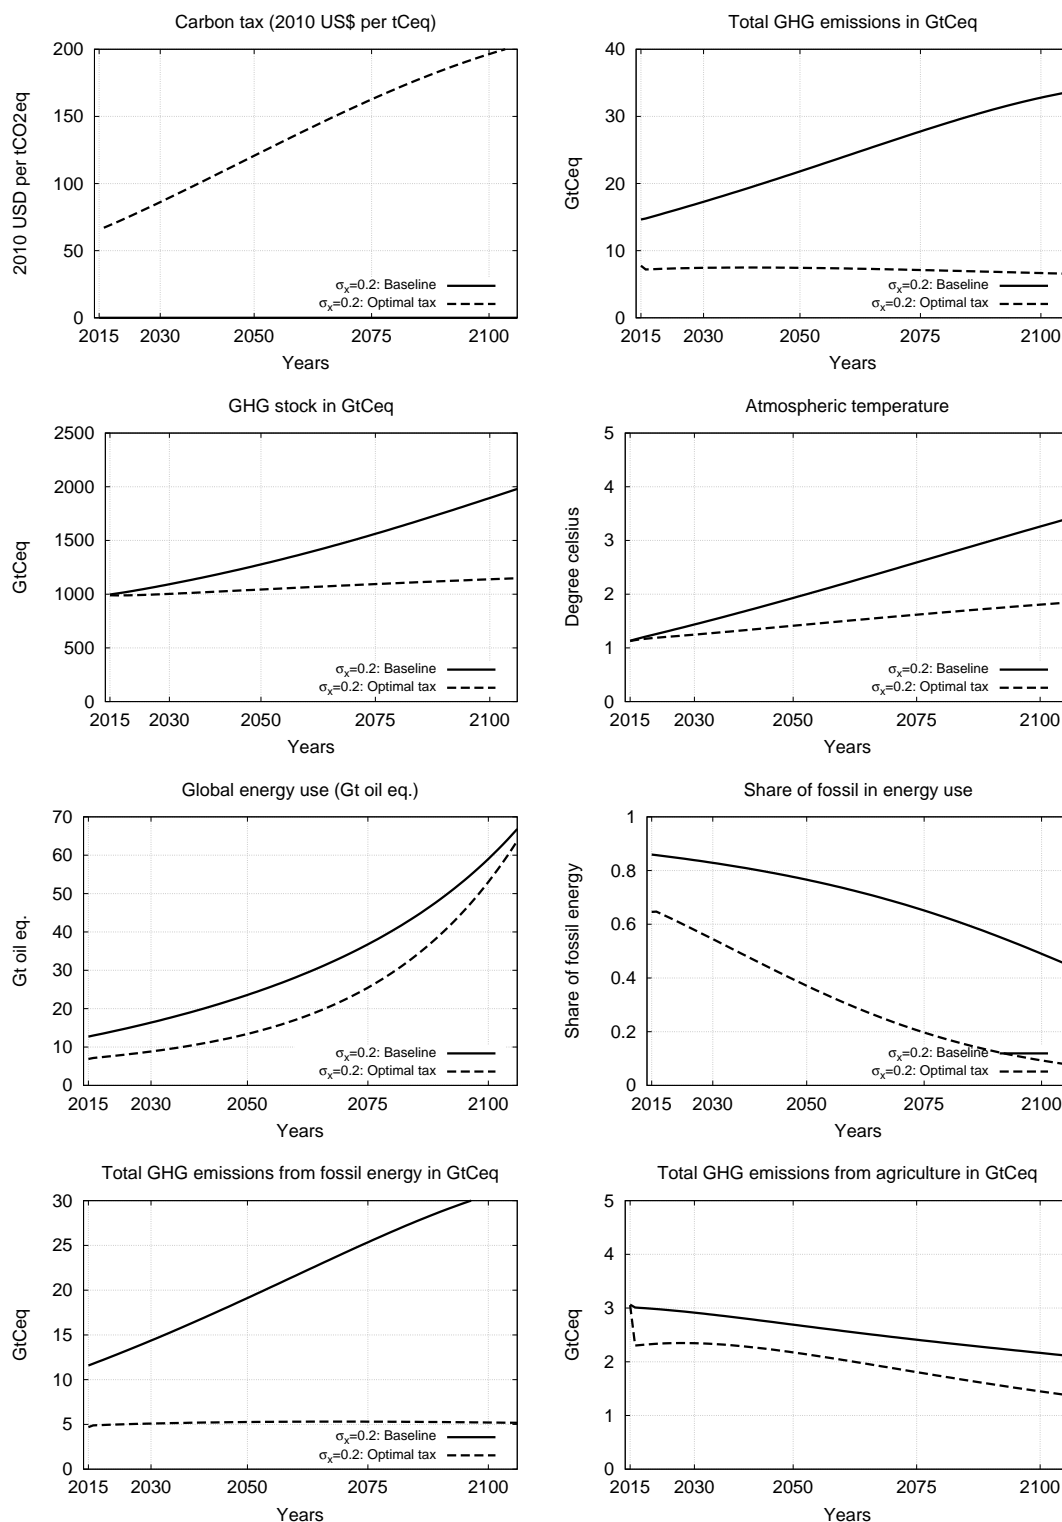 Carbon tax (2010 US$ per tCeq)
2010 USD per tCO2eq
200
150
100
50
0
σx=0.2: Baseline
σx=0.2: Optimal tax
2015 2030 2050 2075 2100
Years
Total GHG emissions in GtCeq
GtCeq
40
30
20
10
0
σx=0.2: Baseline
σx=0.2: Optimal tax
2015 2030 2050 2075 2100
Years
GHG stock in GtCeq
GtCeq
2500
2000
1500
1000
500
0
σx=0.2: Baseline
σx=0.2: Optimal tax
2015 2030 2050 2075 2100
Years
Atmospheric temperature
Degree celsius
5
4
3
2
1
0
σx=0.2: Baseline
σx=0.2: Optimal tax
2015 2030 2050 2075 2100
Years
Global energy use (Gt oil eq.)
Gt oil eq.
70
60
50
40
30
20
10
0
σx=0.2: Baseline
σx=0.2: Optimal tax
2015 2030 2050 2075 2100
Years
Share of fossil in energy use
Share of fossil energy
1
0.8
0.6
0.4
0.2
0
σx=0.2: Baseline
σx=0.2: Optimal tax
2015 2030 2050 2075 2100
Years
Total GHG emissions from fossil energy in GtCeq
GtCeq
30
25
20
15
10
5
0
σx=0.2: Baseline
σx=0.2: Optimal tax
2015 2030 2050 2075 2100
Years
Total GHG emissions from agriculture in GtCeq
GtCeq
5
4
3
2
1
0
2015 2030 2050 2075 2100
Years